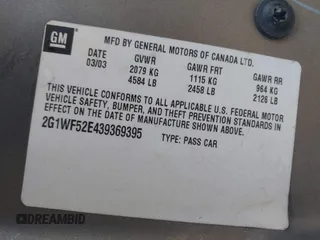 GM
MFD BY GENERAL MOTORS OF CANADA LTD.
DATE GVWR GAWR FRT GAWR RR
03/03 2079 KG 1115 KG 964 KG
4584 LB 2458 LB 2126 LB
THIS VEHICLE CONFORMS TO ALL APPLICABLE U.S. FEDERAL MOTOR
VEHICLE SAFETY, BUMPER, AND THEFT PREVENTION STANDARDS IN
EFFECT ON THE DATE OF MANUFACTURE SHOWN ABOVE.
2G1WF52E439369395 TYPE: PASS CAR
DREAMBID